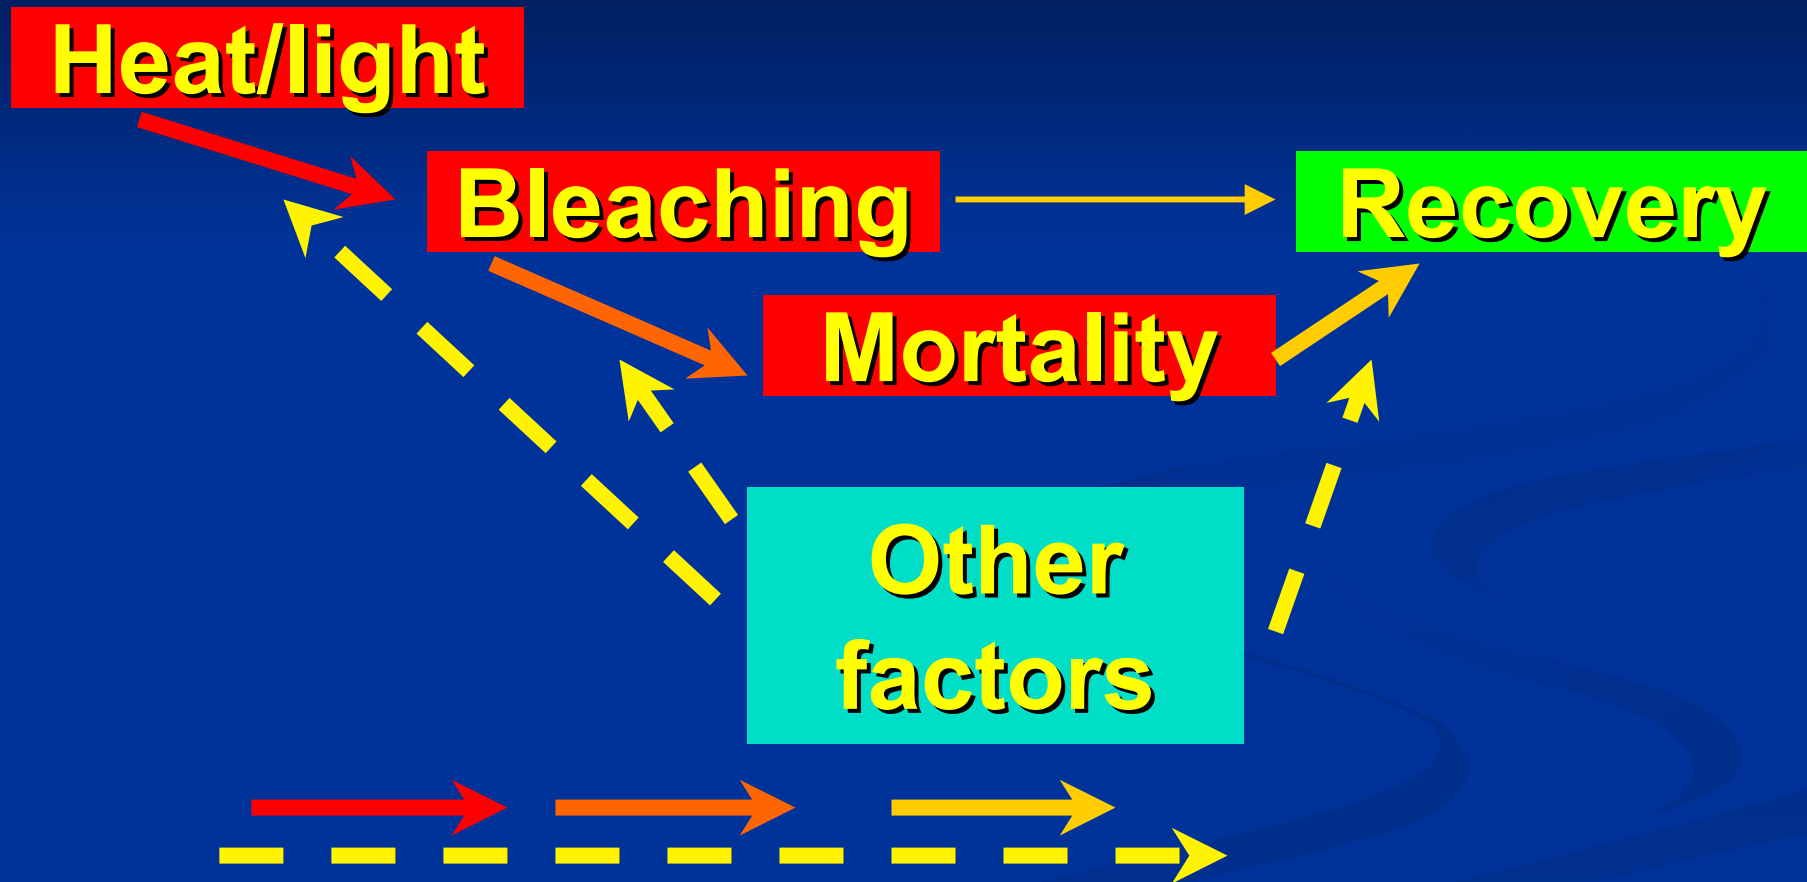 Heat/light
Bleaching
Recovery
Mortality
Other
factors